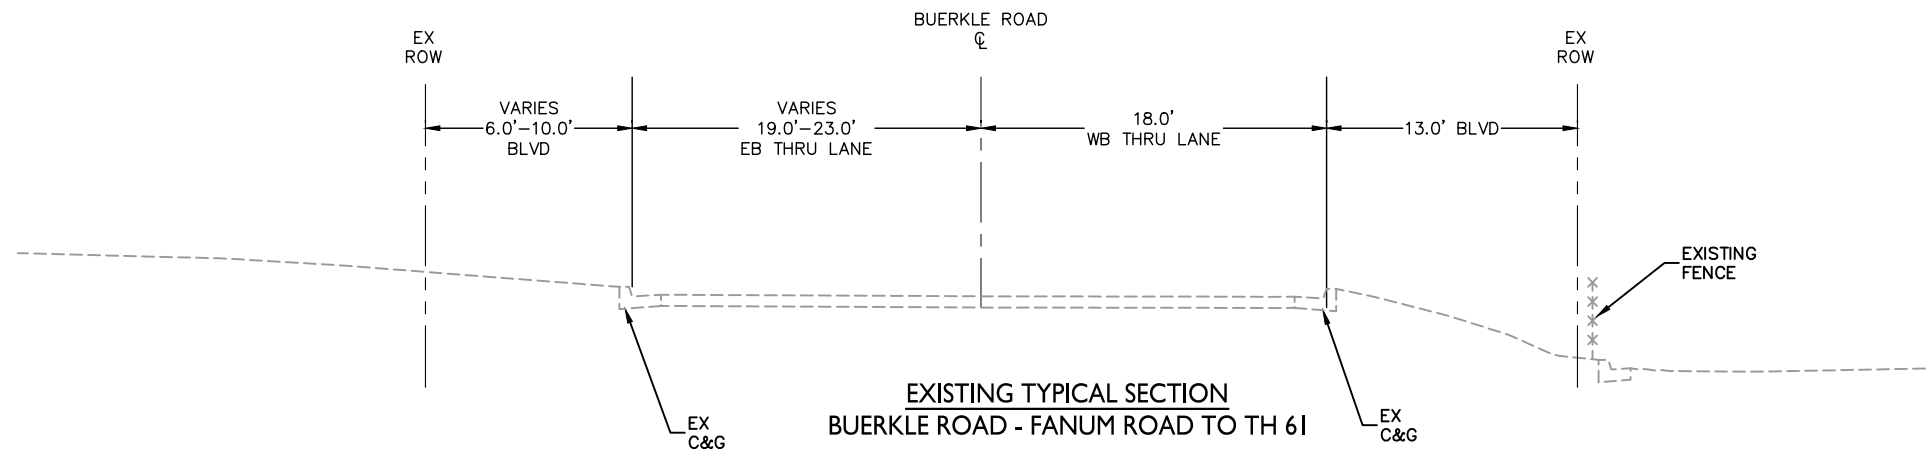 BUERKLE ROAD
℄
EX
ROW
EX
ROW
VARIES
6.0'-10.0'
BLVD
VARIES
19.0'-23.0'
EB THRU LANE
18.0'
WB THRU LANE
13.0' BLVD
EXISTING
FENCE
EX
C&G
EX
C&G
EXISTING TYPICAL SECTION
BUERKLE ROAD - FANUM ROAD TO TH 61